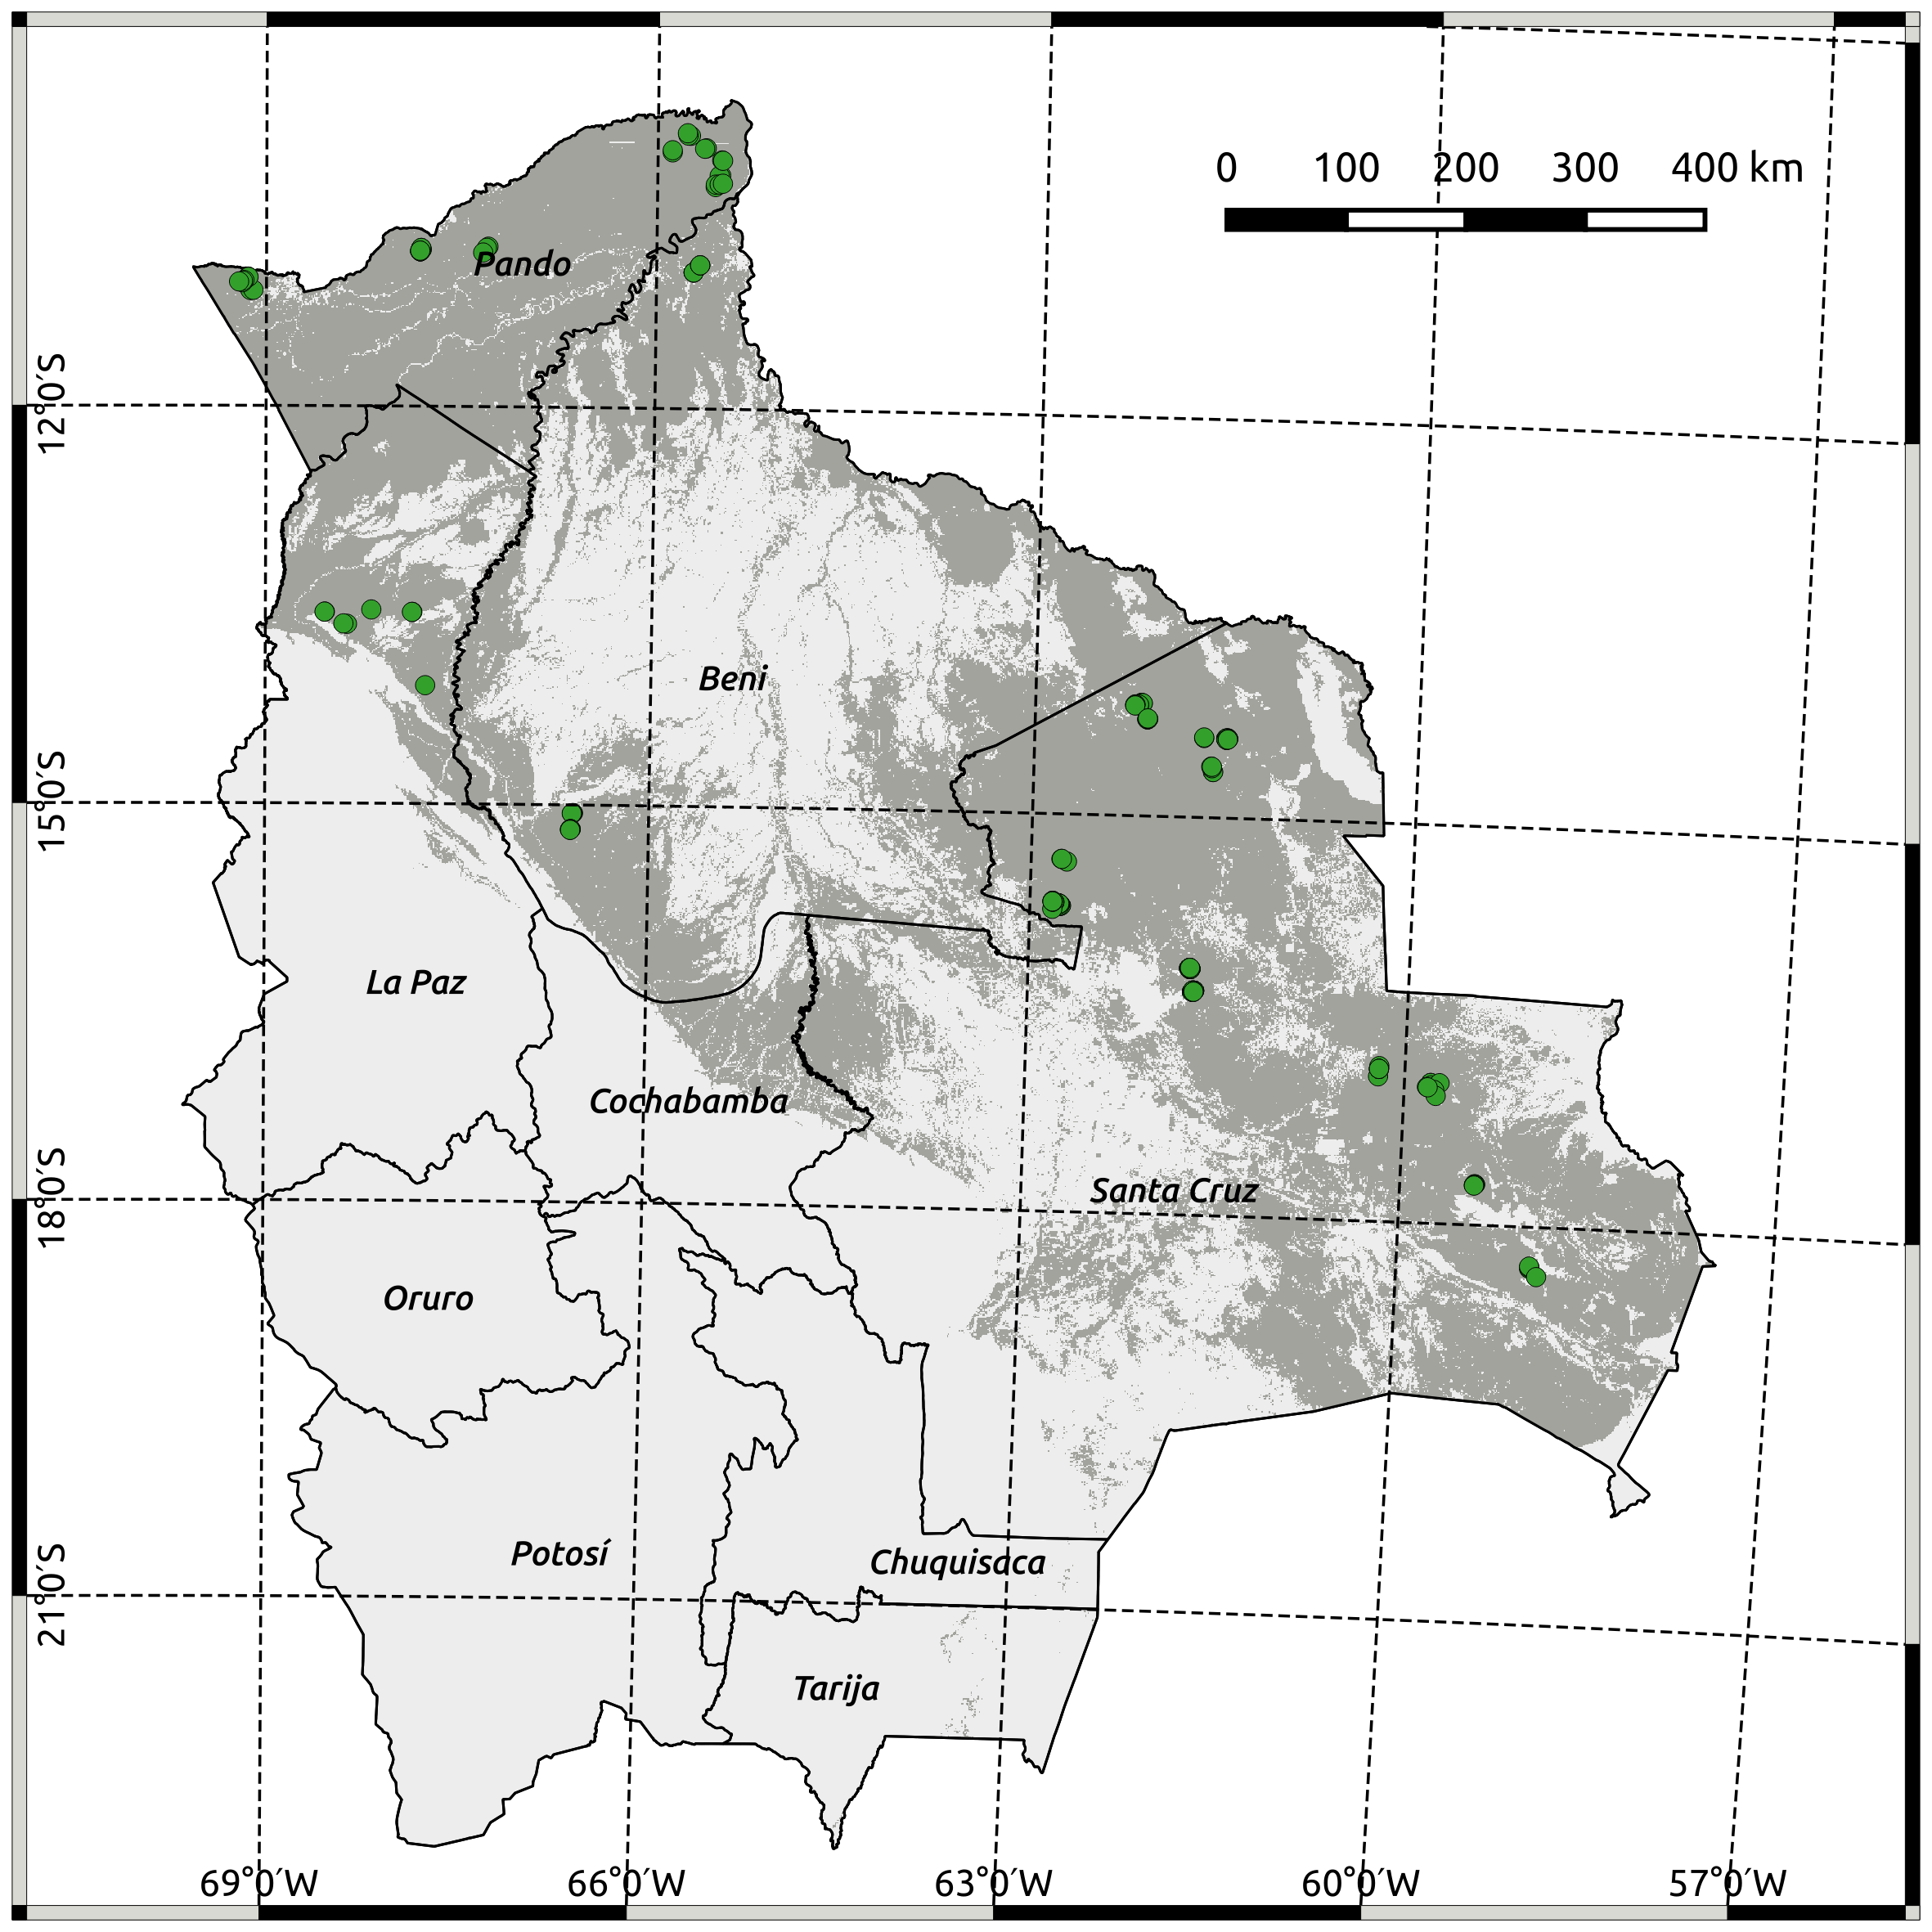 0 100 200 300 400 km
Pando
12°0′S
Beni
15°0′S
La Paz
Cochabamba
18°0′S
Santa Cruz
Oruro
Potosí
Chuquisaca
21°0′S
Tarija
69°0′W 66°0′W 63°0′W 60°0′W 57°0′W